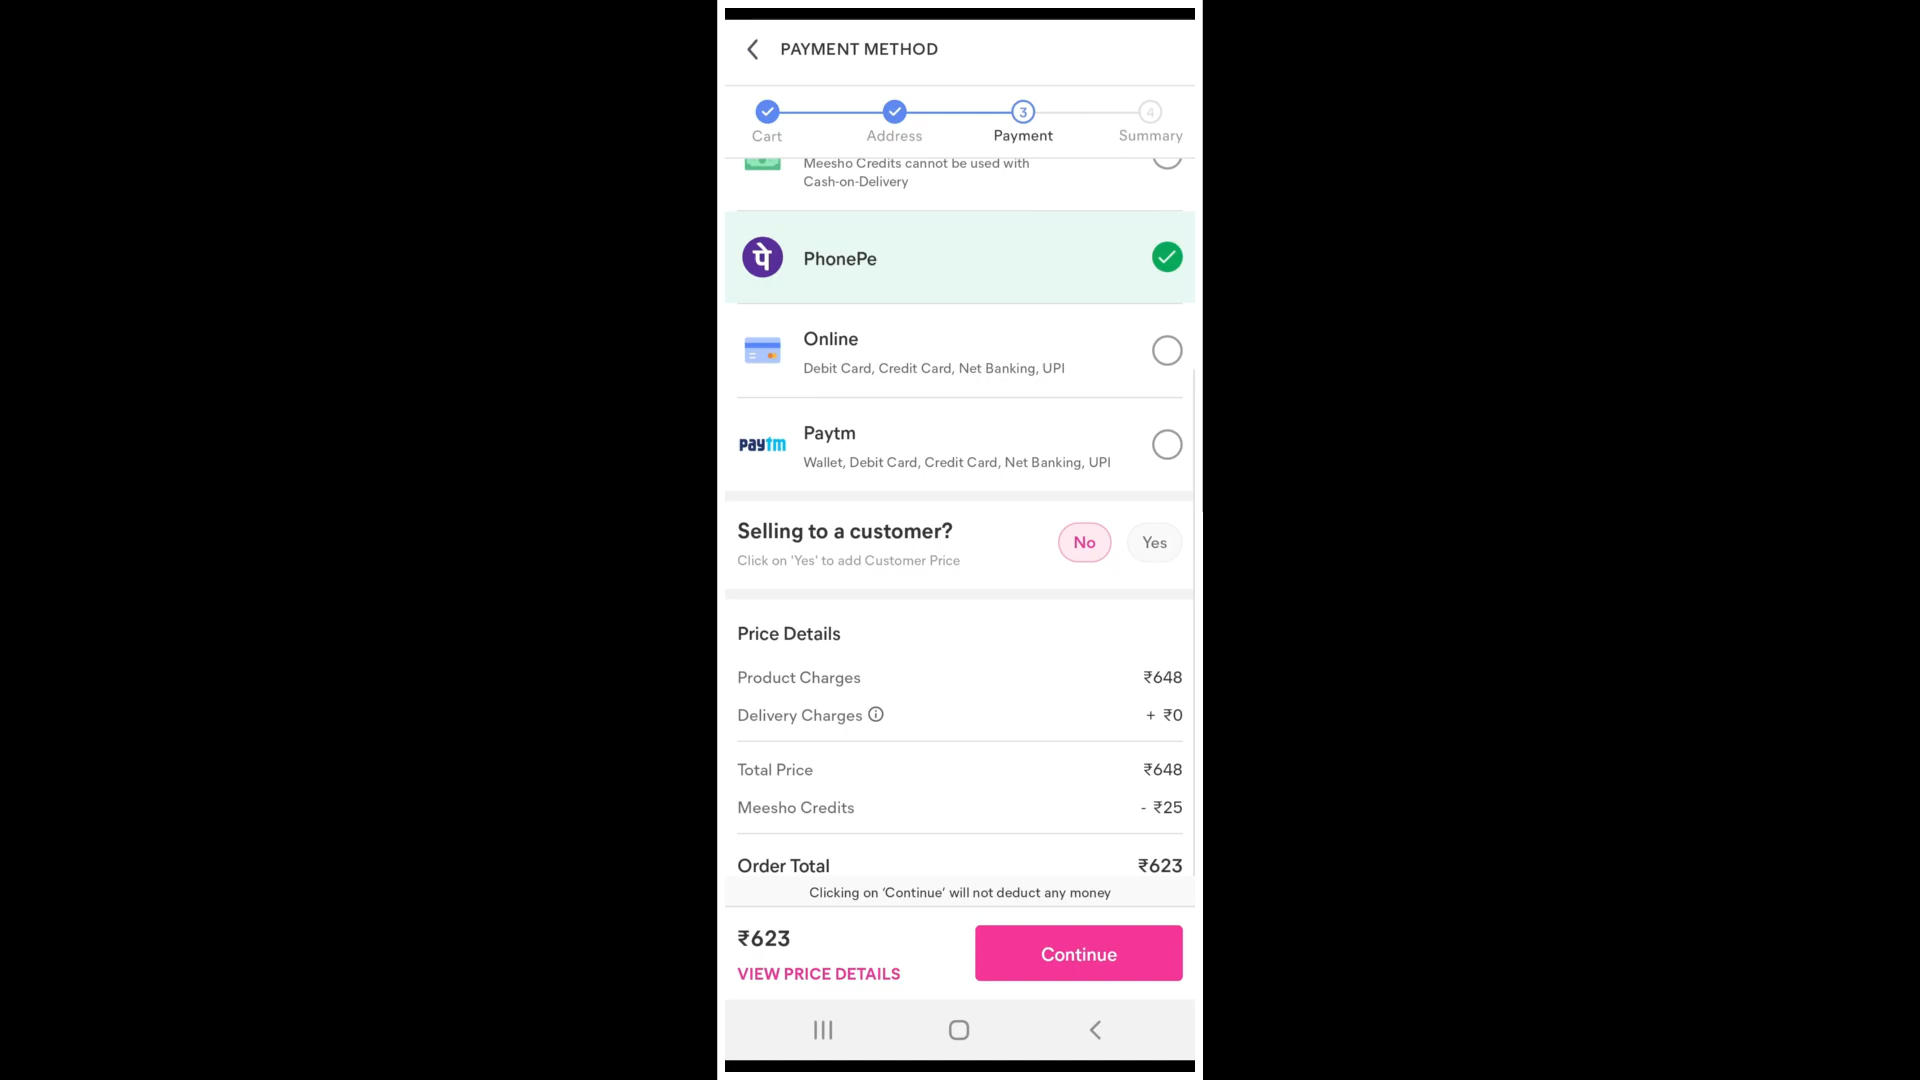 PAYMENT METHOD
3
4
Cart
Address
Payment
Summary
Meesho Credits cannot be used with
Cash-on-Delivery
पे
PhonePe
Online
Debit Card, Credit Card, Net Banking, UPI
paytm
Paytm
Wallet, Debit Card, Credit Card, Net Banking, UPI
Selling to a customer?
No
Yes
Click on 'Yes' to add Customer Price
Price Details
Product Charges ₹648
Delivery Charges + ₹0
Total Price ₹648
Meesho Credits - ₹25
Order Total ₹623
Clicking on ‘Continue’ will not deduct any money
₹623
VIEW PRICE DETAILS
Continue